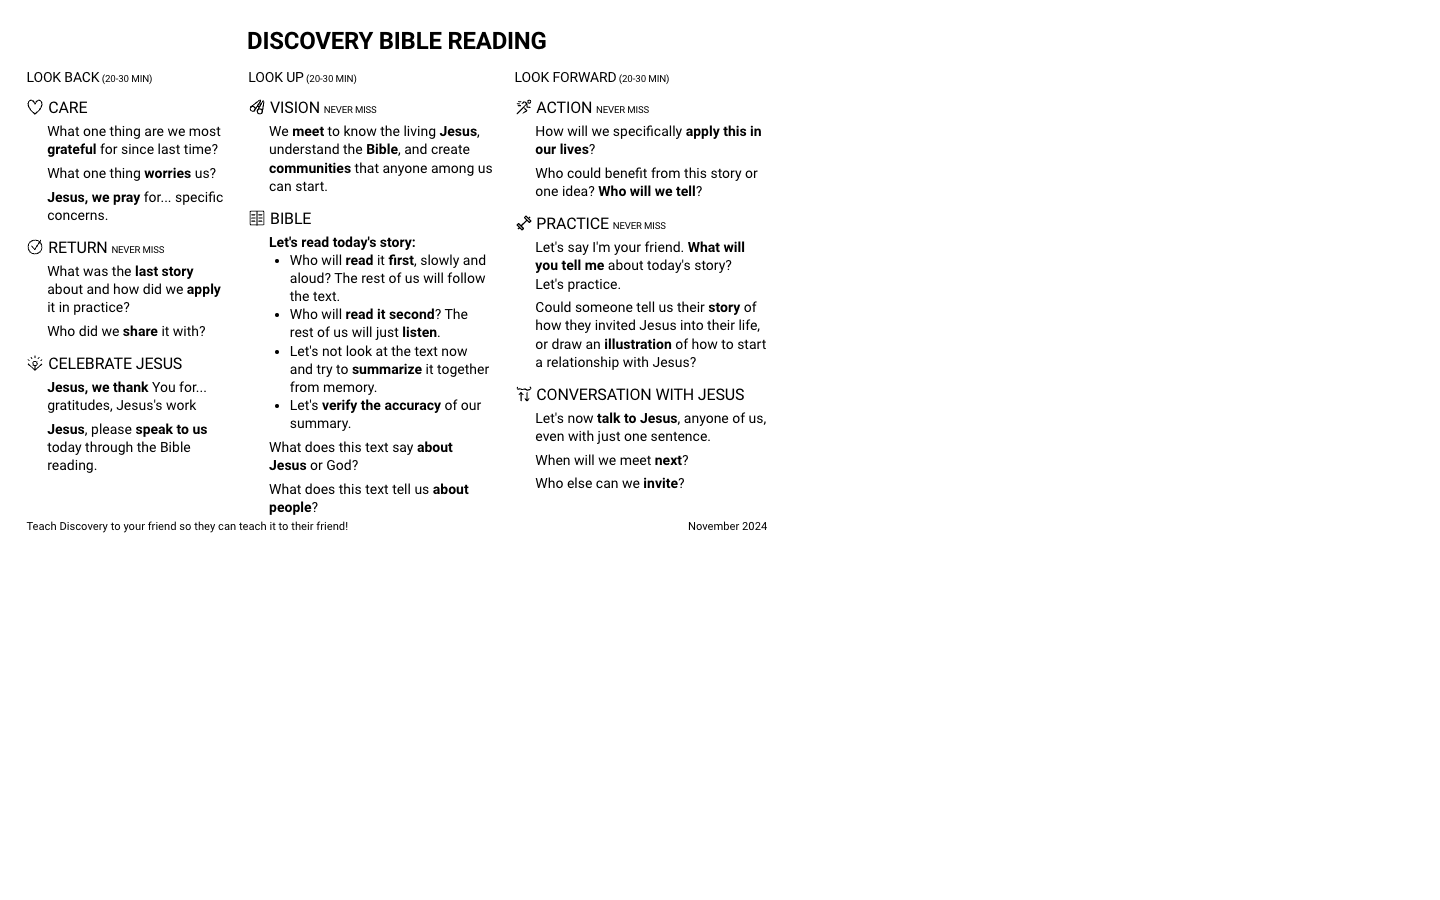 DISCOVERY BIBLE READING
LOOK BACK (20-30 MIN)
CARE
What one thing are we most
grateful for since last time?
What one thing worries us?
Jesus, we pray for... specific
concerns.
RETURN NEVER MISS
What was the last story
about and how did we apply
it in practice?
Who did we share it with?
CELEBRATE JESUS
Jesus, we thank You for...
gratitudes, Jesus's work
Jesus, please speak to us
today through the Bible
reading.
LOOK UP (20-30 MIN)
VISION NEVER MISS
We meet to know the living Jesus,
understand the Bible, and create
communities that anyone among us
can start.
BIBLE
Let's read today's story:
• Who will read it first, slowly and
aloud? The rest of us will follow
the text.
• Who will read it second? The
rest of us will just listen.
• Let's not look at the text now
and try to summarize it together
from memory.
• Let's verify the accuracy of our
summary.
What does this text say about
Jesus or God?
What does this text tell us about
people?
LOOK FORWARD (20-30 MIN)
ACTION NEVER MISS
How will we specifically apply this in
our lives?
Who could benefit from this story or
one idea? Who will we tell?
PRACTICE NEVER MISS
Let's say I'm your friend. What will
you tell me about today's story?
Let's practice.
Could someone tell us their story of
how they invited Jesus into their life,
or draw an illustration of how to start
a relationship with Jesus?
CONVERSATION WITH JESUS
Let's now talk to Jesus, anyone of us,
even with just one sentence.
When will we meet next?
Who else can we invite?
Teach Discovery to your friend so they can teach it to their friend!
November 2024